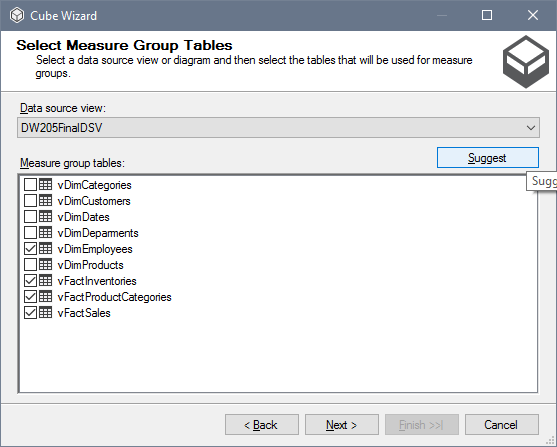 Cube Wizard
Select Measure Group Tables
Select a data source view or diagram and then select the tables that will be used for measure
groups.
Data source view:
DW205FinalDSV
Measure group tables:
Suggest
Sugg
vDimCategories
vDimCustomers
vDimDates
vDimDeparments
vDimEmployees
vDimProducts
vFactInventories
vFactProductCategories
vFactSales
< Back
Next >
Finish >>|
Cancel